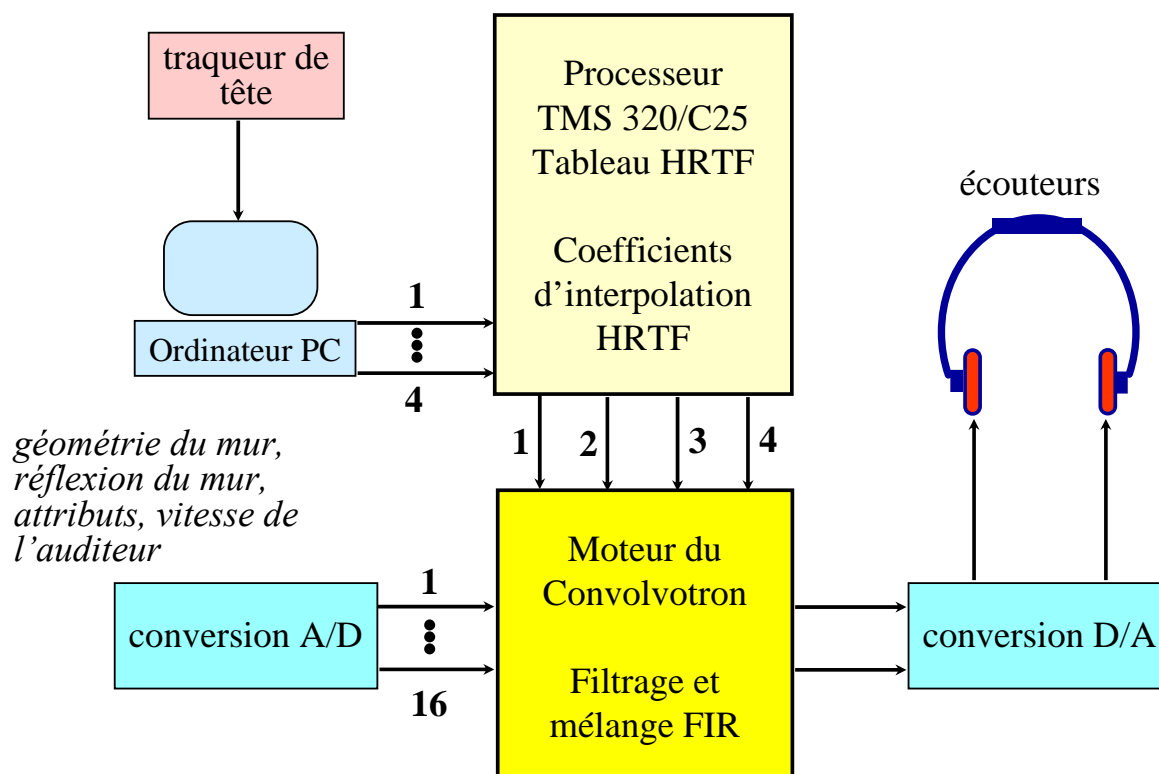 traqueur de
tête
Processeur
TMS 320/C25
Tableau HRTF
Coefficients
d’interpolation
HRTF
écouteurs
Ordinateur PC
1
4
1
2
3
4
géométrie du mur,
réflexion du mur,
attributs, vitesse de
l’auditeur
conversion A/D
1
16
Moteur du
Convolvotron
Filtrage et
mélange FIR
conversion D/A